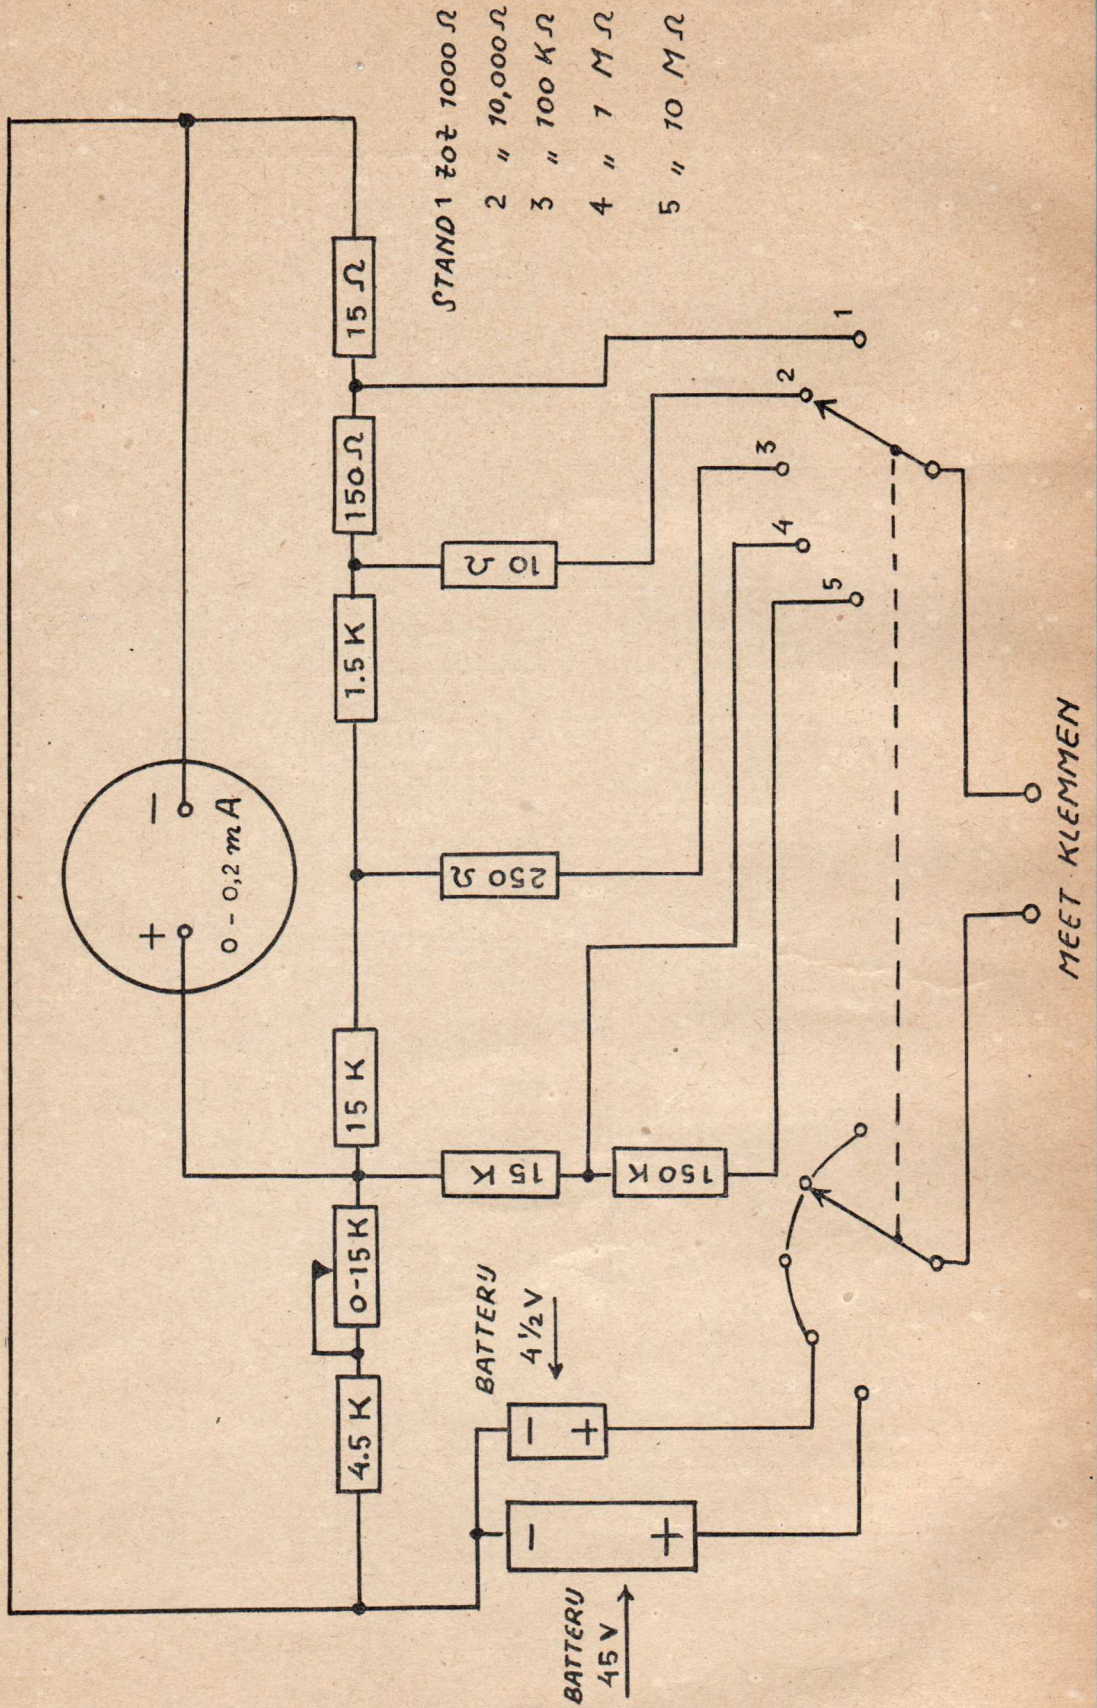 +
−
0 - 0,2 mA
4.5 K
0-15 K
15 K
1.5 K
150 Ω
15 Ω
15 K
150 K
250 Ω
10 Ω
BATTERIJ
45 V
−
+
BATTERIJ
4 1/2 V
−
+
5
4
3
2
1
STAND 1 tot 1000 Ω
2 " 10,000 Ω
3 " 100 K Ω
4 " 1 M Ω
5 " 10 M Ω
MEET KLEMMEN